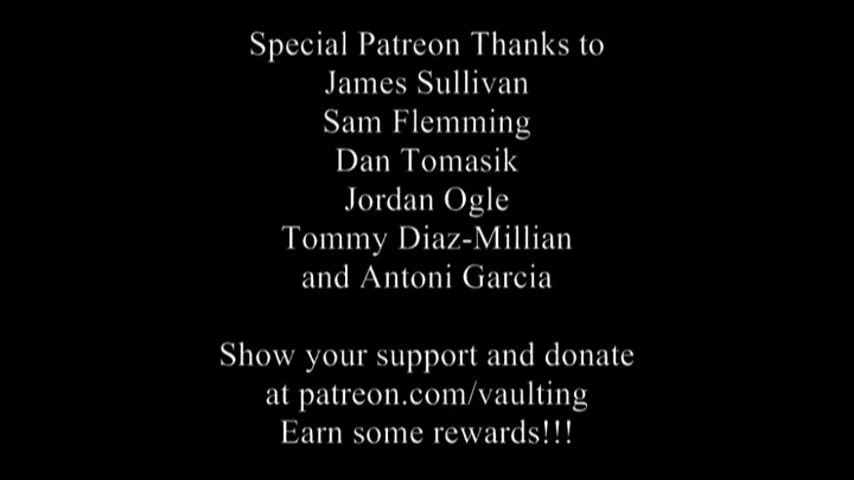 Special Patreon Thanks to
James Sullivan
Sam Flemming
Dan Tomasik
Jordan Ogle
Tommy Diaz-Millian
and Antoni Garcia
Show your support and donate
at patreon.com/vaulting
Earn some rewards!!!